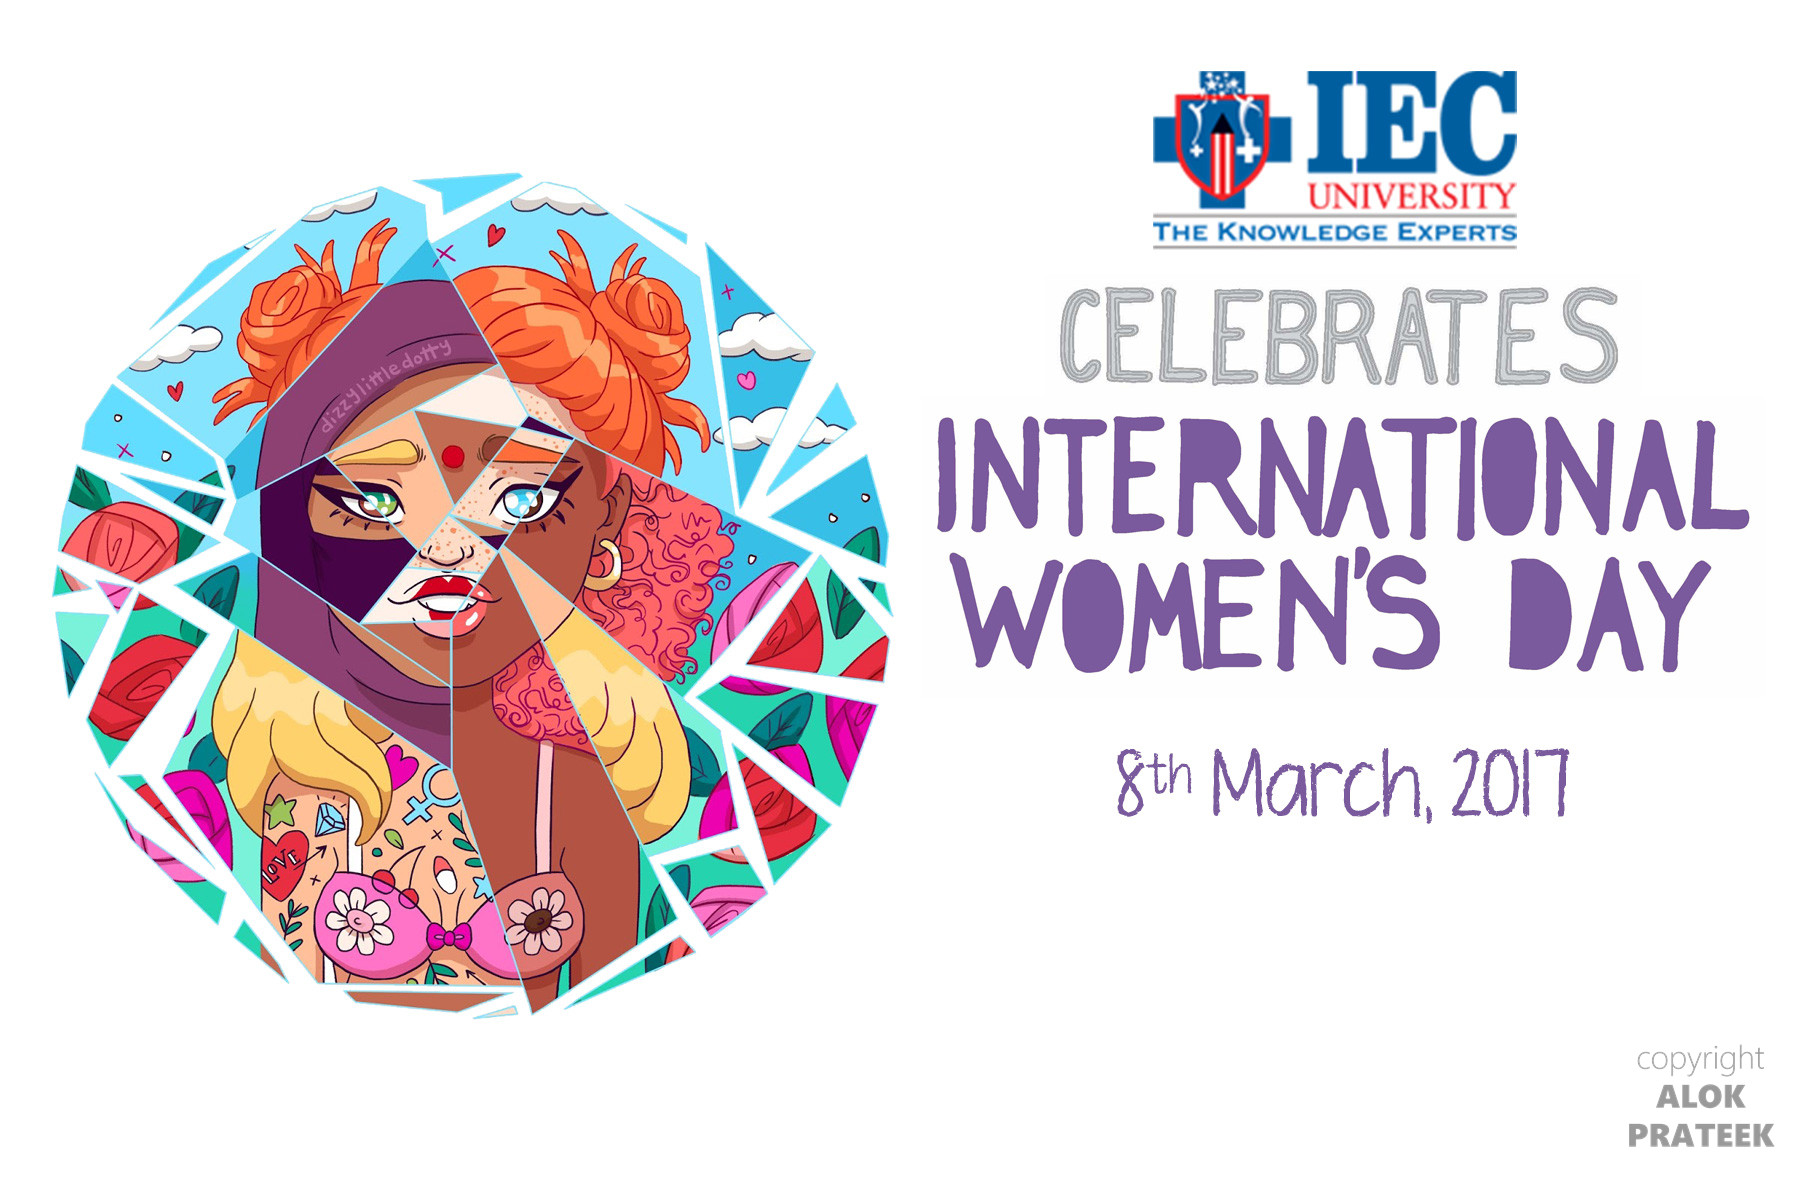 IEC
UNIVERSITY
THE KNOWLEDGE EXPERTS
CELEBRATES
INTERNATIONAL
WOMEN'S DAY
8th March, 2017
dizzylittledotty
LOVE
copyright
ALOK
PRATEEK